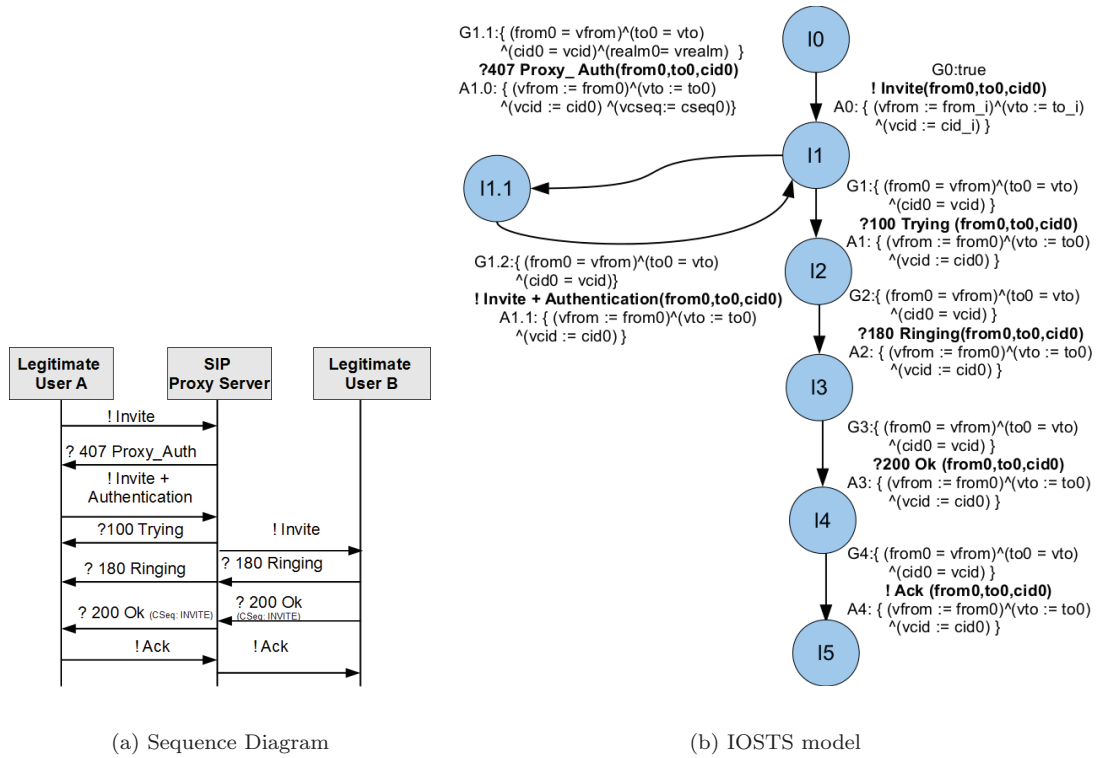 Legitimate
User A
SIP
Proxy Server
Legitimate
User B
! Invite
? 407 Proxy_Auth
! Invite +
Authentication
?100 Trying
! Invite
? 180 Ringing
? 180 Ringing
? 200 Ok (CSeq: INVITE)
? 200 Ok
(CSeq: INVITE)
! Ack
! Ack
(a) Sequence Diagram
I0
G0:true
! Invite(from0,to0,cid0)
A0: { (vfrom := from_i)^(vto := to_i)
^(vcid := cid_i) }
G1.1:{ (from0 = vfrom)^(to0 = vto)
^(cid0 = vcid)^(realm0= vrealm) }
?407 Proxy_ Auth(from0,to0,cid0)
A1.0: { (vfrom := from0)^(vto := to0)
^(vcid := cid0) ^(vcseq:= cseq0)}
I1
I1.1
G1.2:{ (from0 = vfrom)^(to0 = vto)
^(cid0 = vcid)}
! Invite + Authentication(from0,to0,cid0)
A1.1: { (vfrom := from0)^(vto := to0)
^(vcid := cid0) }
G1:{ (from0 = vfrom)^(to0 = vto)
^(cid0 = vcid) }
?100 Trying (from0,to0,cid0)
A1: { (vfrom := from0)^(vto := to0)
^(vcid := cid0) }
I2
G2:{ (from0 = vfrom)^(to0 = vto)
^(cid0 = vcid) }
?180 Ringing(from0,to0,cid0)
A2: { (vfrom := from0)^(vto := to0)
^(vcid := cid0) }
I3
G3:{ (from0 = vfrom)^(to0 = vto)
^(cid0 = vcid) }
?200 Ok (from0,to0,cid0)
A3: { (vfrom := from0)^(vto := to0)
^(vcid := cid0) }
I4
G4:{ (from0 = vfrom)^(to0 = vto)
^(cid0 = vcid) }
! Ack (from0,to0,cid0)
A4: { (vfrom := from0)^(vto := to0)
^(vcid := cid0) }
I5
(b) IOSTS model